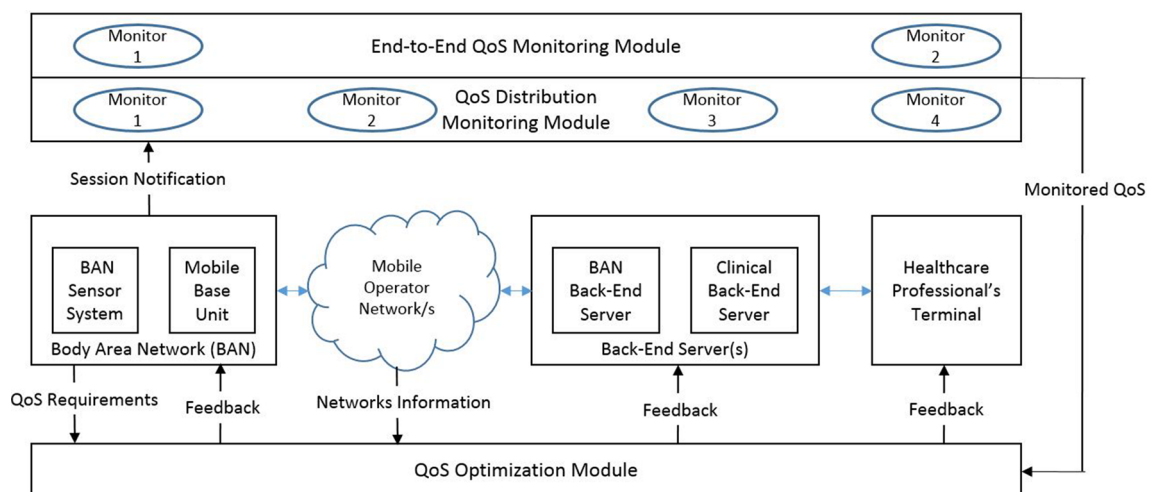 Monitor
1
End-to-End QoS Monitoring Module
Monitor
2
Monitor
1
Monitor
2
QoS Distribution
Monitoring Module
Monitor
3
Monitor
4
Session Notification
Monitored QoS
BAN
Sensor
System
Mobile
Base
Unit
Body Area Network (BAN)
Mobile
Operator
Network/s
BAN
Back-End
Server
Clinical
Back-End
Server
Back-End Server(s)
Healthcare
Professional's
Terminal
QoS Requirements
Feedback
Networks Information
Feedback
Feedback
QoS Optimization Module